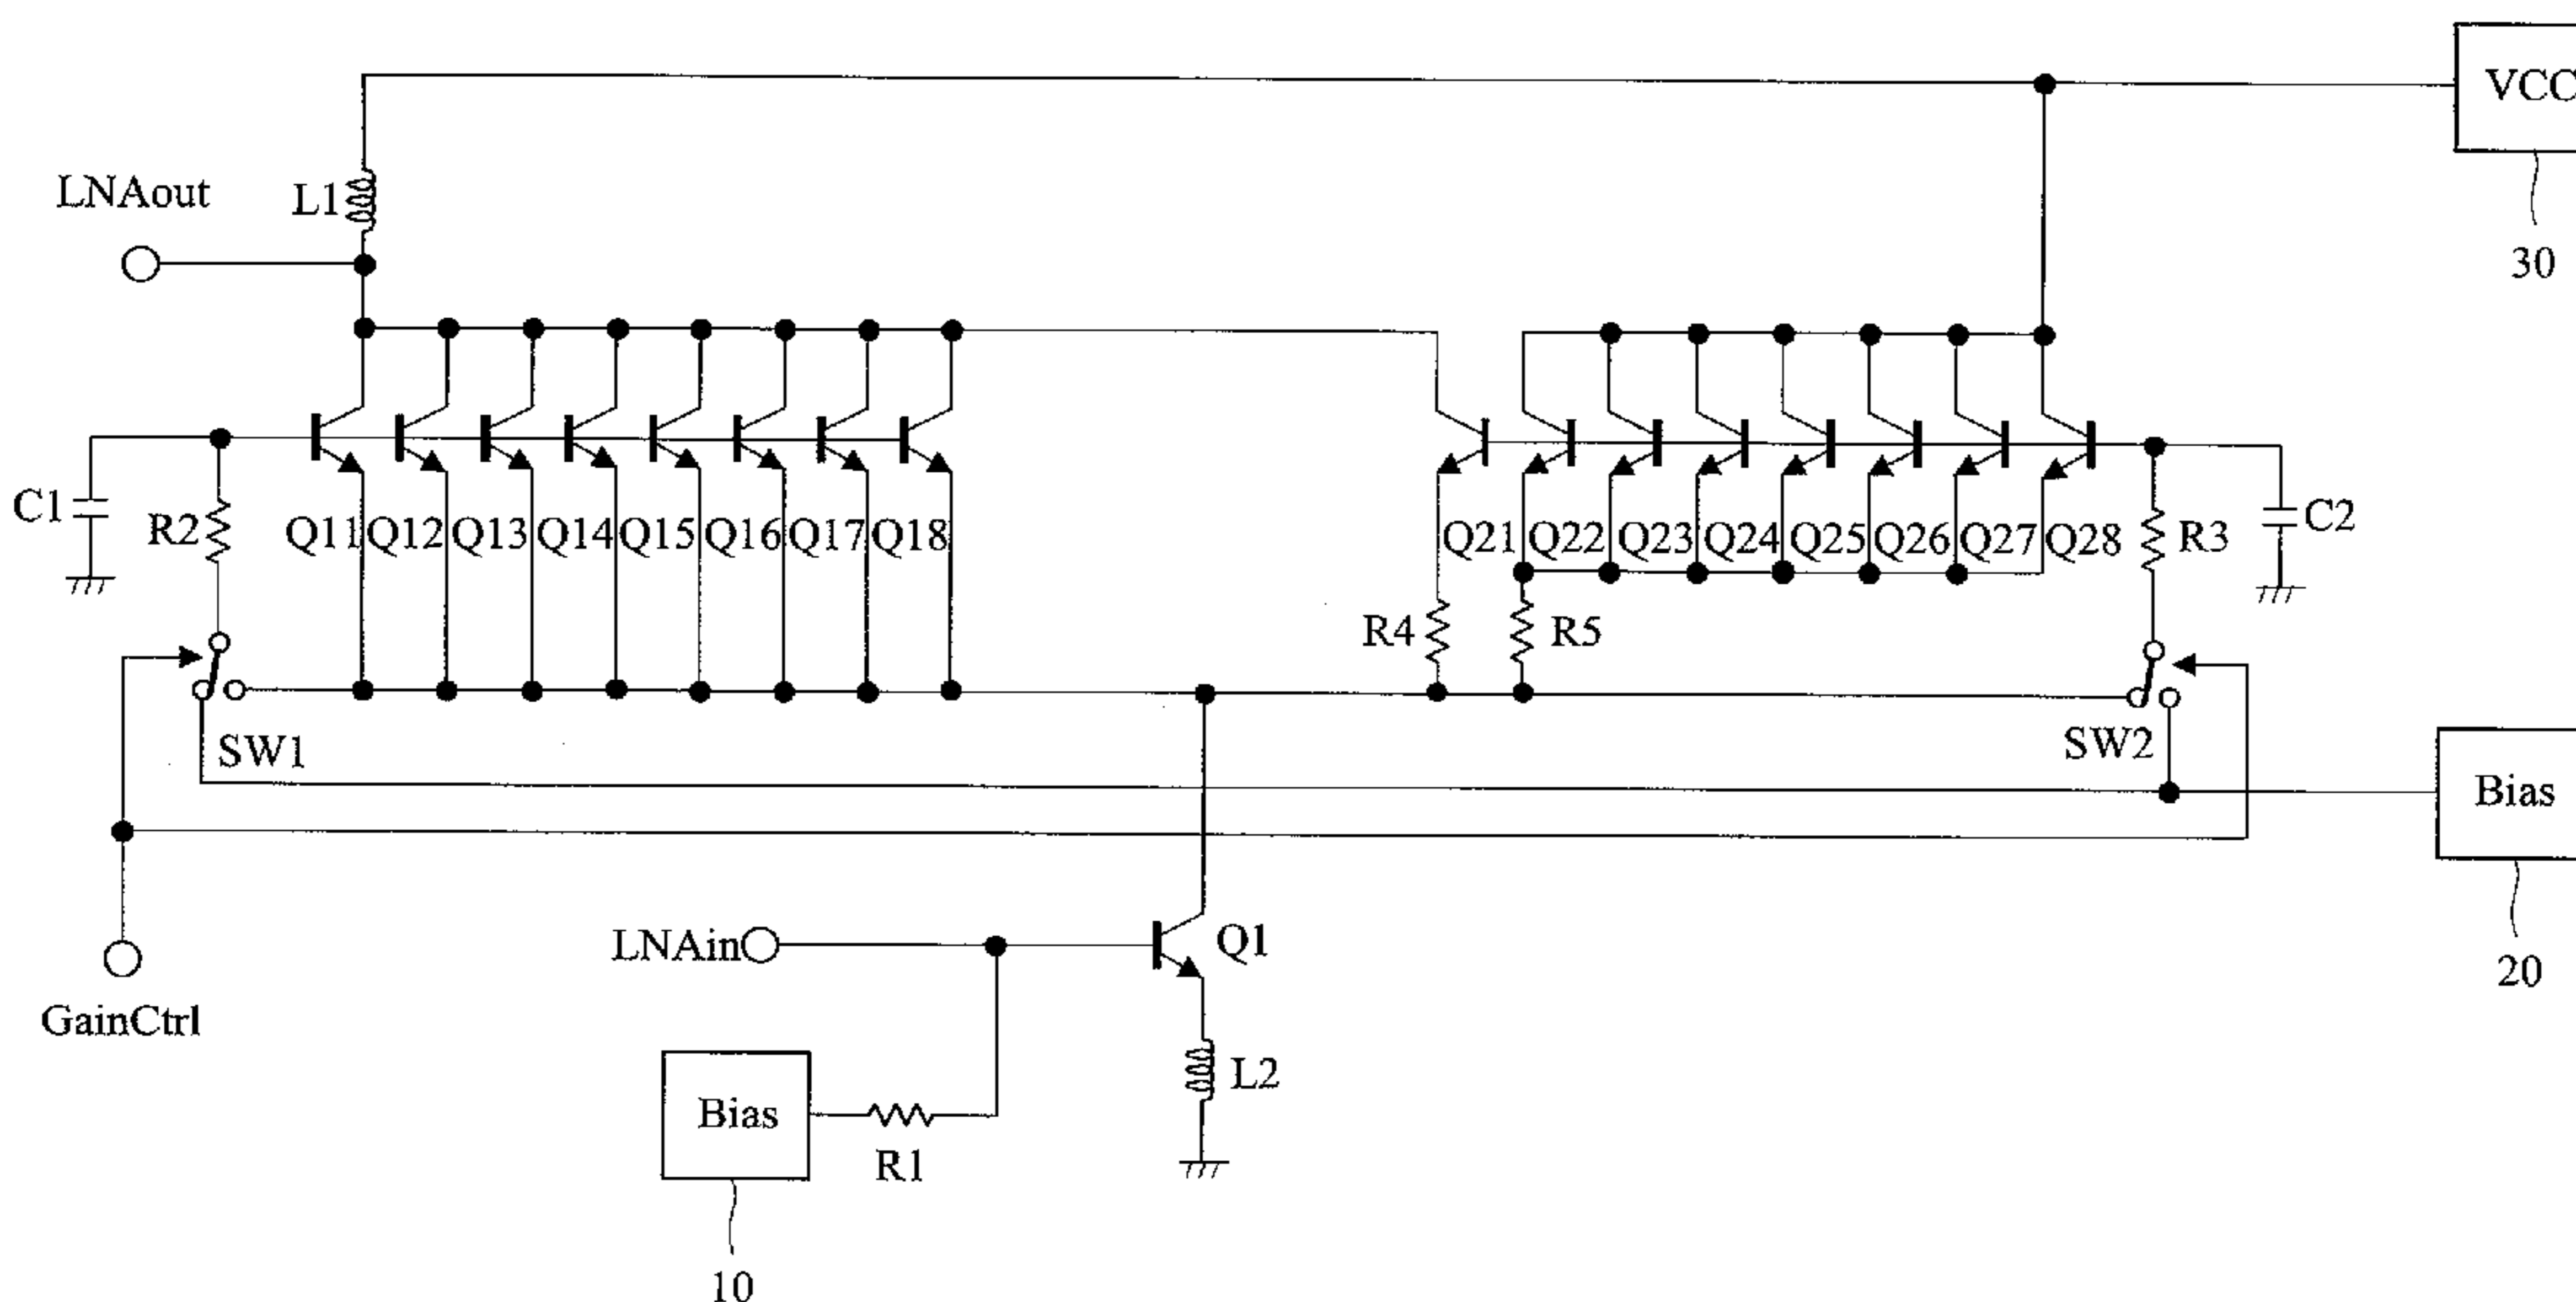 VCC
LNAout
L1
30
C1
R2
Q11
Q12
Q13
Q14
Q15
Q16
Q17
Q18
Q21
Q22
Q23
Q24
Q25
Q26
Q27
Q28
R3
C2
R4
R5
SW1
SW2
Bias
20
LNAin
Q1
GainCtrl
L2
Bias
R1
10